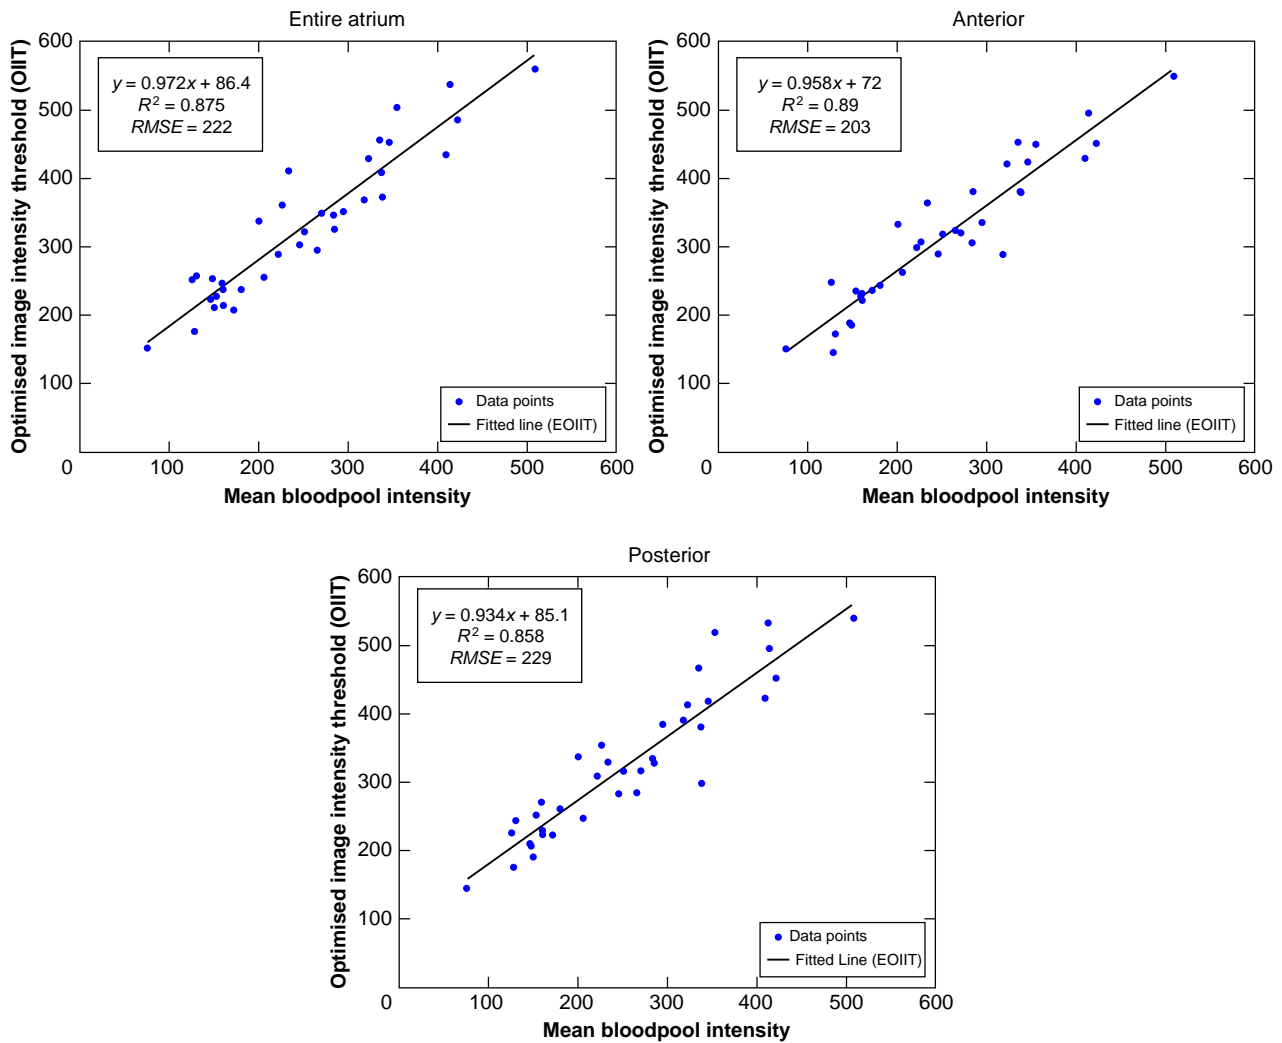 Entire atrium
Optimised image intensity threshold (OIIT)
600
500
400
300
200
100
y = 0.972x + 86.4
R² = 0.875
RMSE = 222
Data points
Fitted line (EOIIT)
0 100 200 300 400 500 600
Mean bloodpool intensity
Anterior
Optimised image intensity threshold (OIIT)
600
500
400
300
200
100
y = 0.958x + 72
R² = 0.89
RMSE = 203
Data points
Fitted line (EOIIT)
0 100 200 300 400 500 600
Mean bloodpool intensity
Posterior
Optimised image intensity threshold (OIIT)
600
500
400
300
200
100
y = 0.934x + 85.1
R² = 0.858
RMSE = 229
Data points
Fitted Line (EOIIT)
0 100 200 300 400 500 600
Mean bloodpool intensity